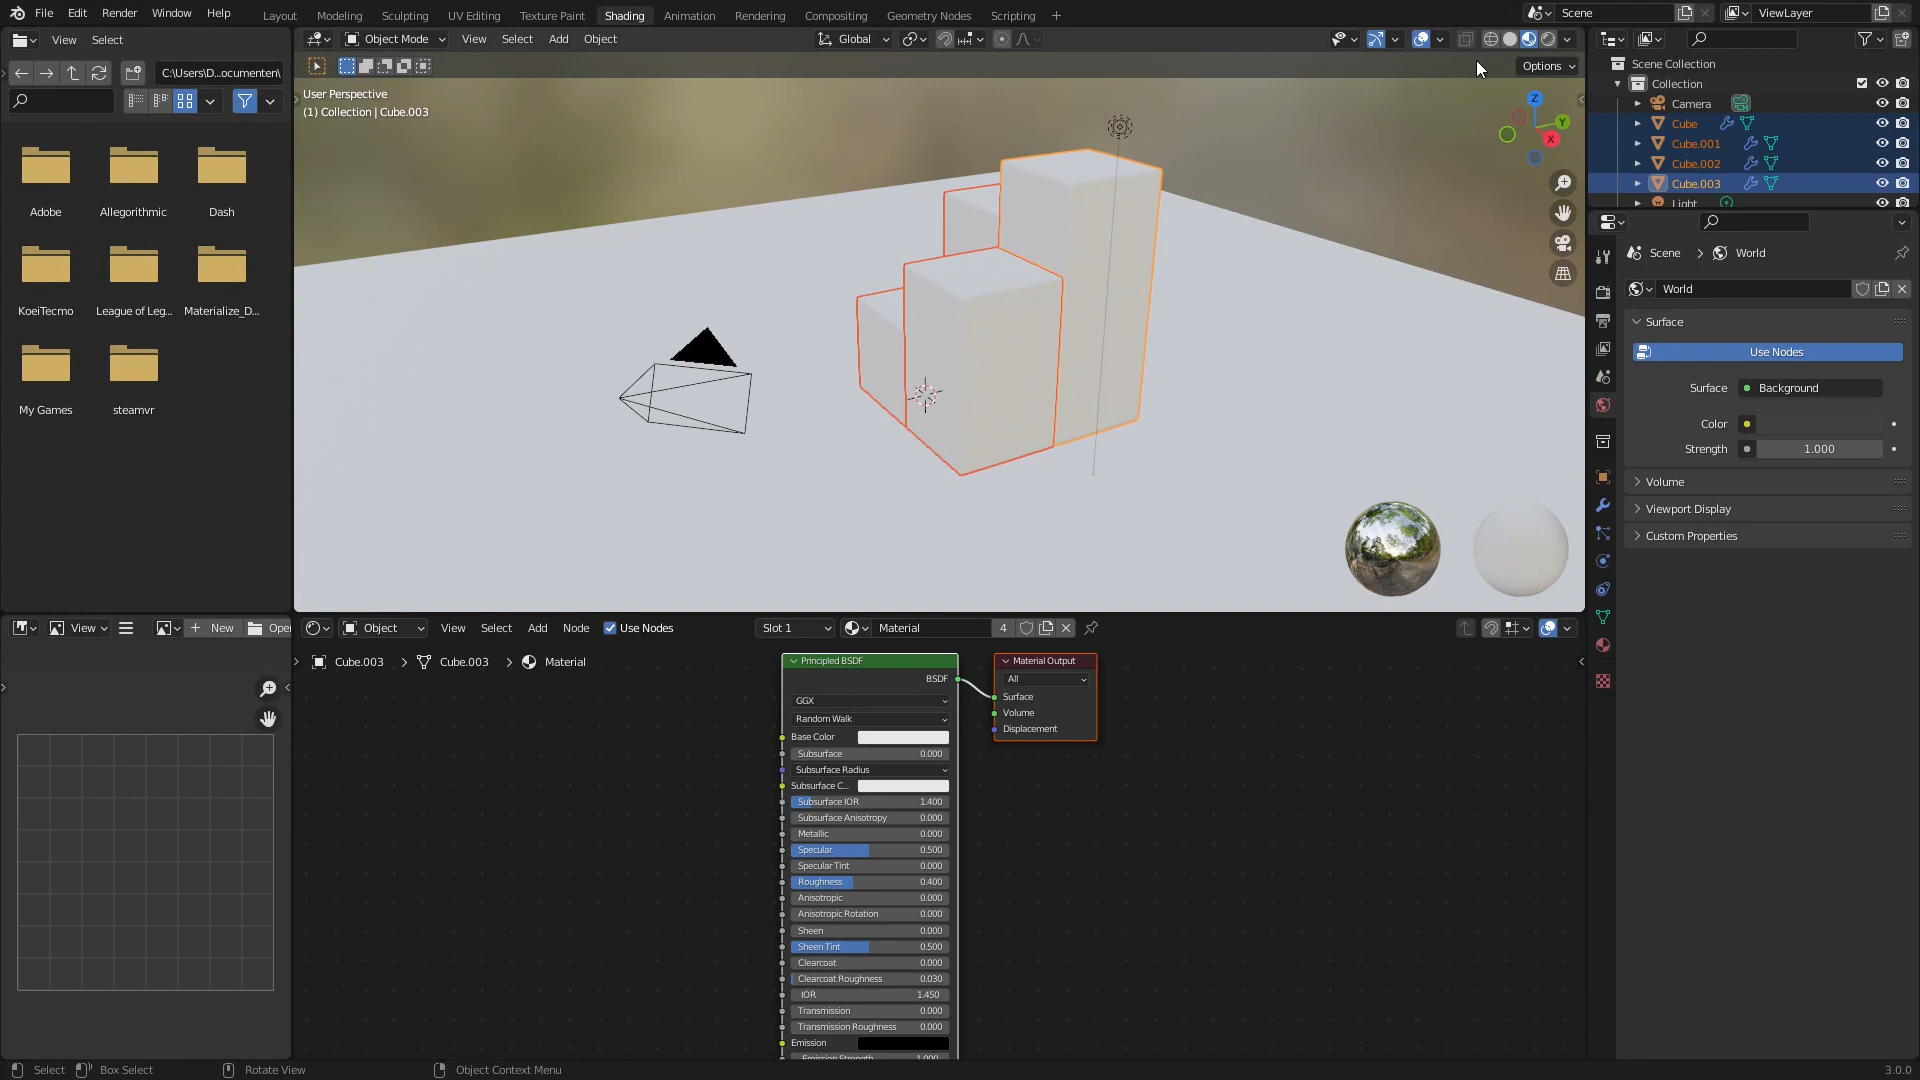 File Edit Render Window Help Layout Modeling Sculpting UV Editing Texture Paint Shading Animation Rendering Compositing Geometry Nodes Scripting + Scene ViewLayer
View Select
Object Mode View Select Add Object Global
C:\Users\D...ocumenten\
Options
Adobe Allegorithmic Dash
KoeiTecmo League of Leg... Materialize_D...
My Games steamvr
User Perspective
(1) Collection | Cube.003
Z
Y
X
Scene Collection
Collection
Camera
Cube
Cube.001
Cube.002
Cube.003
Light
Scene > World
World
Surface
Use Nodes
Surface Background
Color
Strength 1.000
Volume
Viewport Display
Custom Properties
View New Open
Object View Select Add Node Use Nodes Slot 1 Material 4
Cube.003 > Cube.003 > Material
Principled BSDF
BSDF
GGX
Random Walk
Base Color
Subsurface 0.000
Subsurface Radius
Subsurface C...
Subsurface IOR 1.400
Subsurface Anisotropy 0.000
Metallic 0.000
Specular 0.500
Specular Tint 0.000
Roughness 0.400
Anisotropic 0.000
Anisotropic Rotation 0.000
Sheen 0.000
Sheen Tint 0.500
Clearcoat 0.000
Clearcoat Roughness 0.030
IOR 1.450
Transmission 0.000
Transmission Roughness 0.000
Emission
Emission Strength 1.000
Material Output
All
Surface
Volume
Displacement
Select Box Select Rotate View Object Context Menu 3.0.0